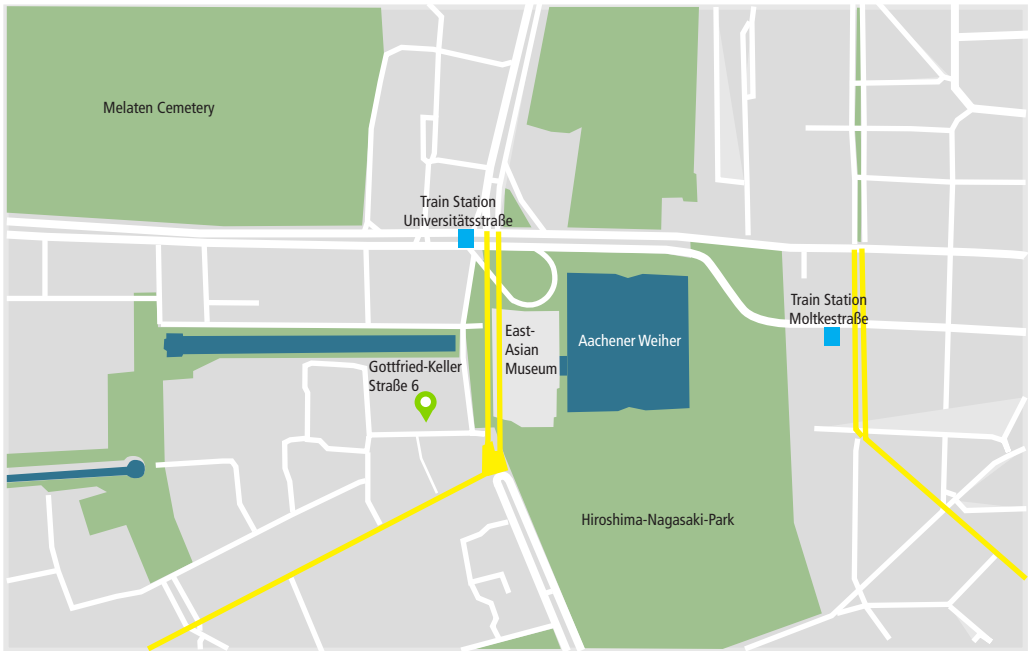 Melaten Cemetery
Train Station
Universitätsstraße
Train Station
Moltkestraße
East-
Asian
Museum
Aachener Weiher
Gottfried-Keller
Straße 6
Hiroshima-Nagasaki-Park